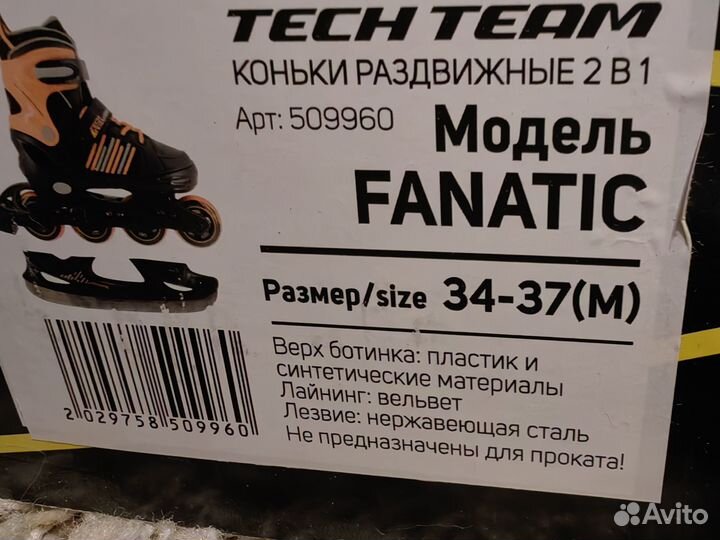 TECH TEAM
КОНЬКИ РАЗДВИЖНЫЕ 2 В 1
Арт: 509960
Модель
FANATIC
Размер/size 34-37(M)
Верх ботинка: пластик и
синтетические материалы
Лайнинг: вельвет
Лезвие: нержавеющая сталь
Не предназначены для проката!
2 029758 509960
Avito